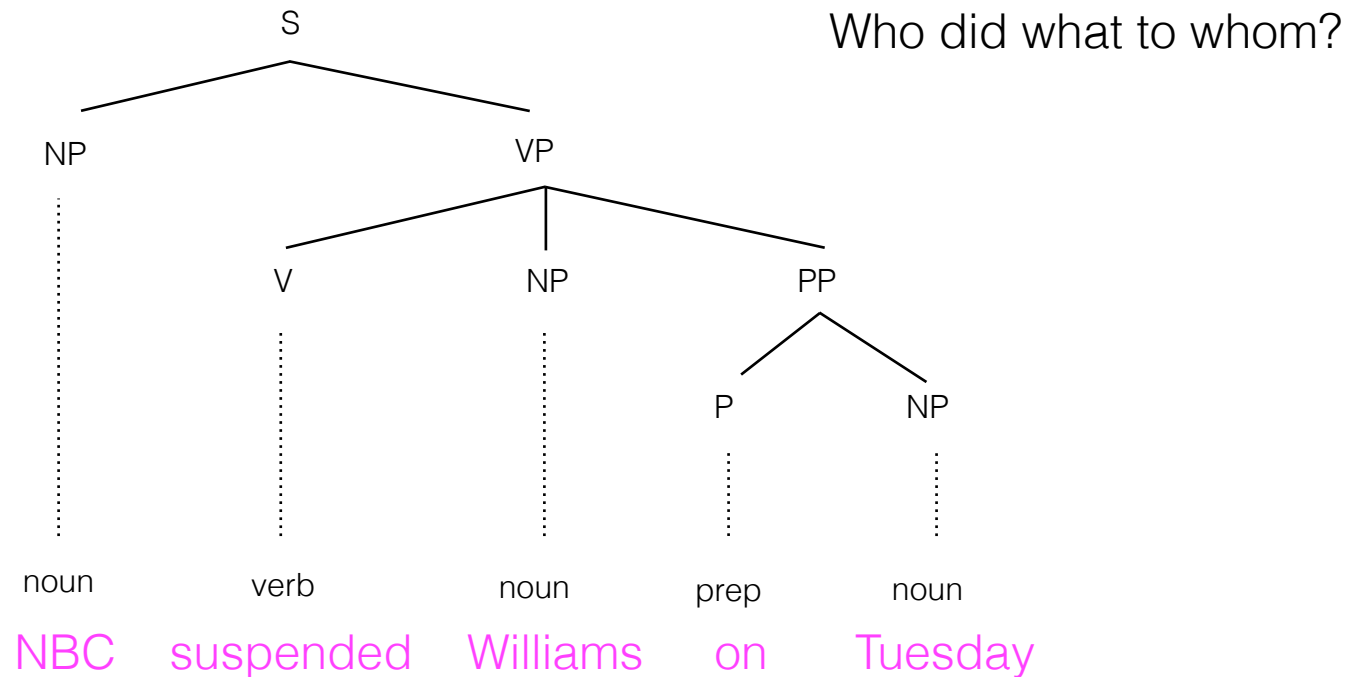 Who did what to whom?
S
NP VP
V NP PP
P NP
noun verb noun prep noun
NBC suspended Williams on Tuesday